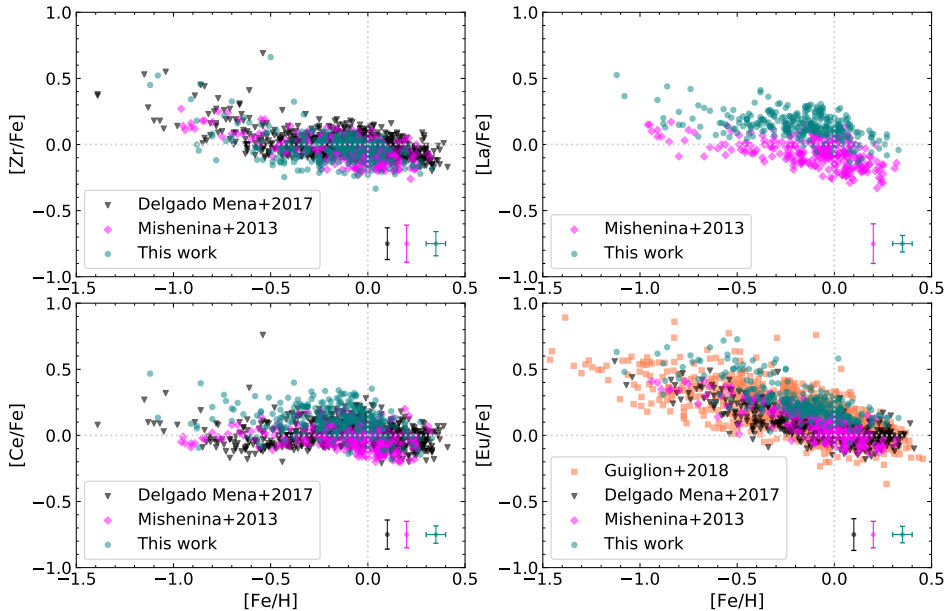 1.0
0.5
0.0
−0.5
−1.0
[Zr/Fe]
Delgado Mena+2017
Mishenina+2013
This work
−1.5 −1.0 −0.5 0.0 0.5
1.0
0.5
0.0
−0.5
−1.0
[La/Fe]
Mishenina+2013
This work
−1.5 −1.0 −0.5 0.0 0.5
1.0
0.5
0.0
−0.5
−1.0
[Ce/Fe]
Delgado Mena+2017
Mishenina+2013
This work
−1.5 −1.0 −0.5 0.0 0.5
[Fe/H]
1.0
0.5
0.0
−0.5
−1.0
[Eu/Fe]
Guiglion+2018
Delgado Mena+2017
Mishenina+2013
This work
−1.5 −1.0 −0.5 0.0 0.5
[Fe/H]